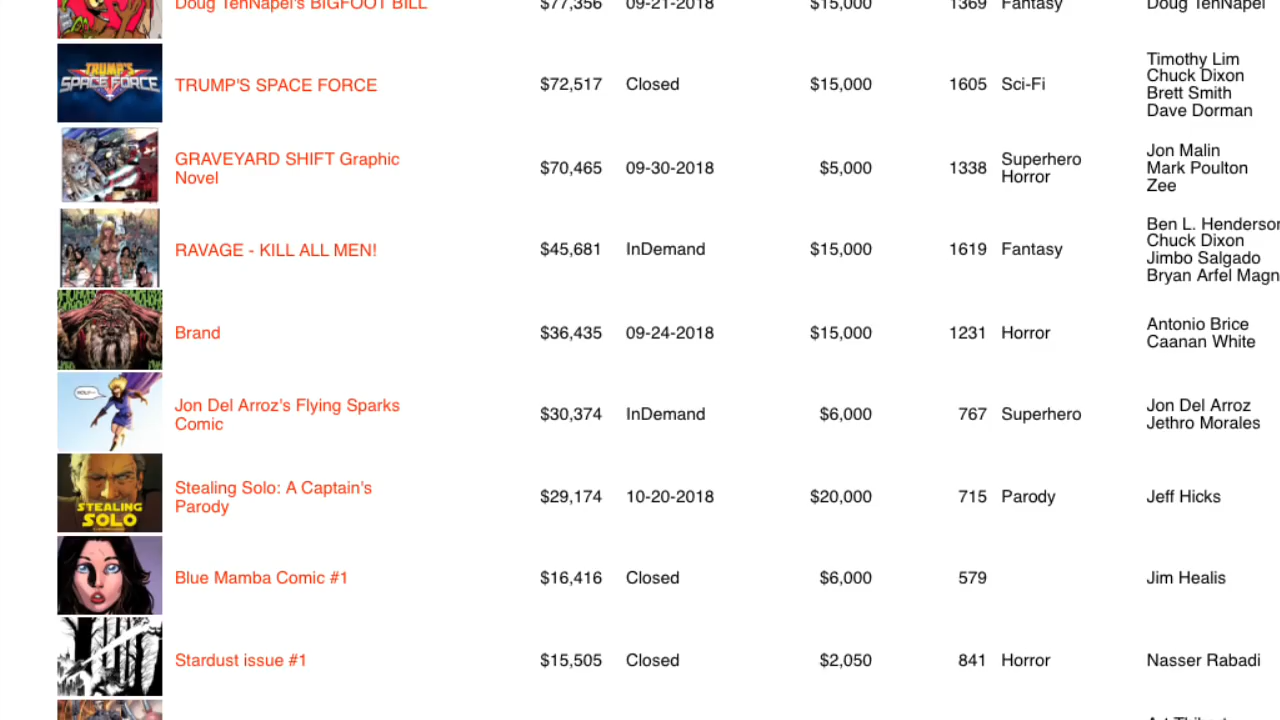 Doug TenNapel's BIGFOOT BILL $77,356 09-21-2018 $15,000 1369 Fantasy Doug TenNapel
TRUMP'S
SPACE FORCE
TRUMP'S SPACE FORCE $72,517 Closed $15,000 1605 Sci-Fi
Timothy Lim
Chuck Dixon
Brett Smith
Dave Dorman
GRAVEYARD SHIFT Graphic
Novel
$70,465 09-30-2018 $5,000 1338
Superhero
Horror
Jon Malin
Mark Poulton
Zee
RAVAGE - KILL ALL MEN! $45,681 InDemand $15,000 1619 Fantasy
Ben L. Henderson
Chuck Dixon
Jimbo Salgado
Bryan Arfel Magn
Brand $36,435 09-24-2018 $15,000 1231 Horror
Antonio Brice
Caanan White
Jon Del Arroz's Flying Sparks
Comic
$30,374 InDemand $6,000 767 Superhero
Jon Del Arroz
Jethro Morales
STEALING
SOLO
Stealing Solo: A Captain's
Parody
$29,174 10-20-2018 $20,000 715 Parody Jeff Hicks
Blue Mamba Comic #1 $16,416 Closed $6,000 579 Jim Healis
Stardust issue #1 $15,505 Closed $2,050 841 Horror Nasser Rabadi